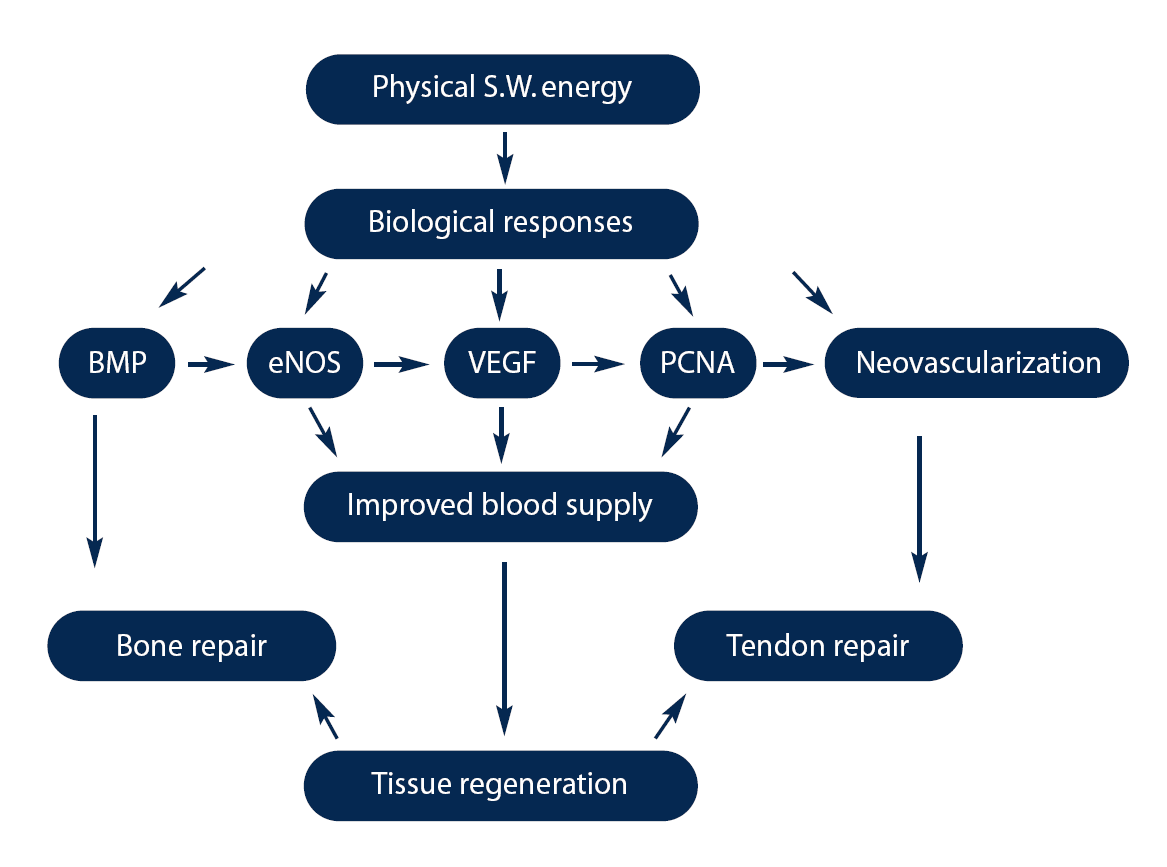 Physical S.W. energy
Biological responses
BMP
eNOS
VEGF
PCNA
Neovascularization
Improved blood supply
Bone repair
Tendon repair
Tissue regeneration